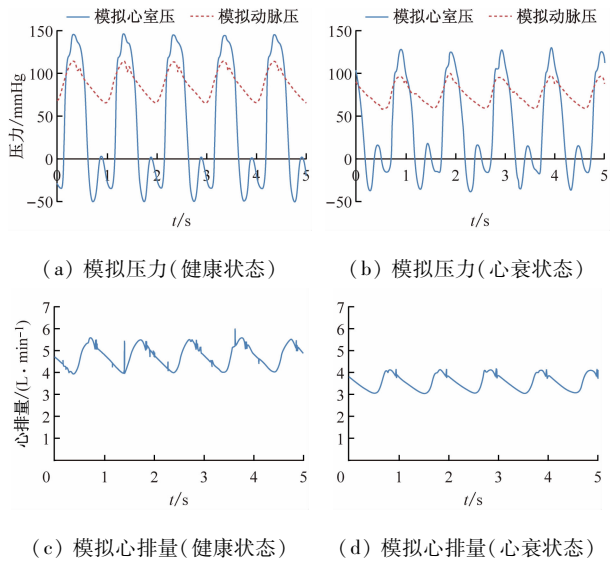 模拟心室压 模拟动脉压
压力/mmHg
150
100
50
0
−50
0 1 2 3 4 5
t/s
(a) 模拟压力(健康状态)
模拟心室压 模拟动脉压
150
100
50
0
−50
0 1 2 3 4 5
t/s
(b) 模拟压力(心衰状态)
心排量/(L·min⁻¹)
7
6
5
4
3
2
1
0 1 2 3 4 5
t/s
(c) 模拟心排量(健康状态)
7
6
5
4
3
2
1
0 1 2 3 4 5
t/s
(d) 模拟心排量(心衰状态)